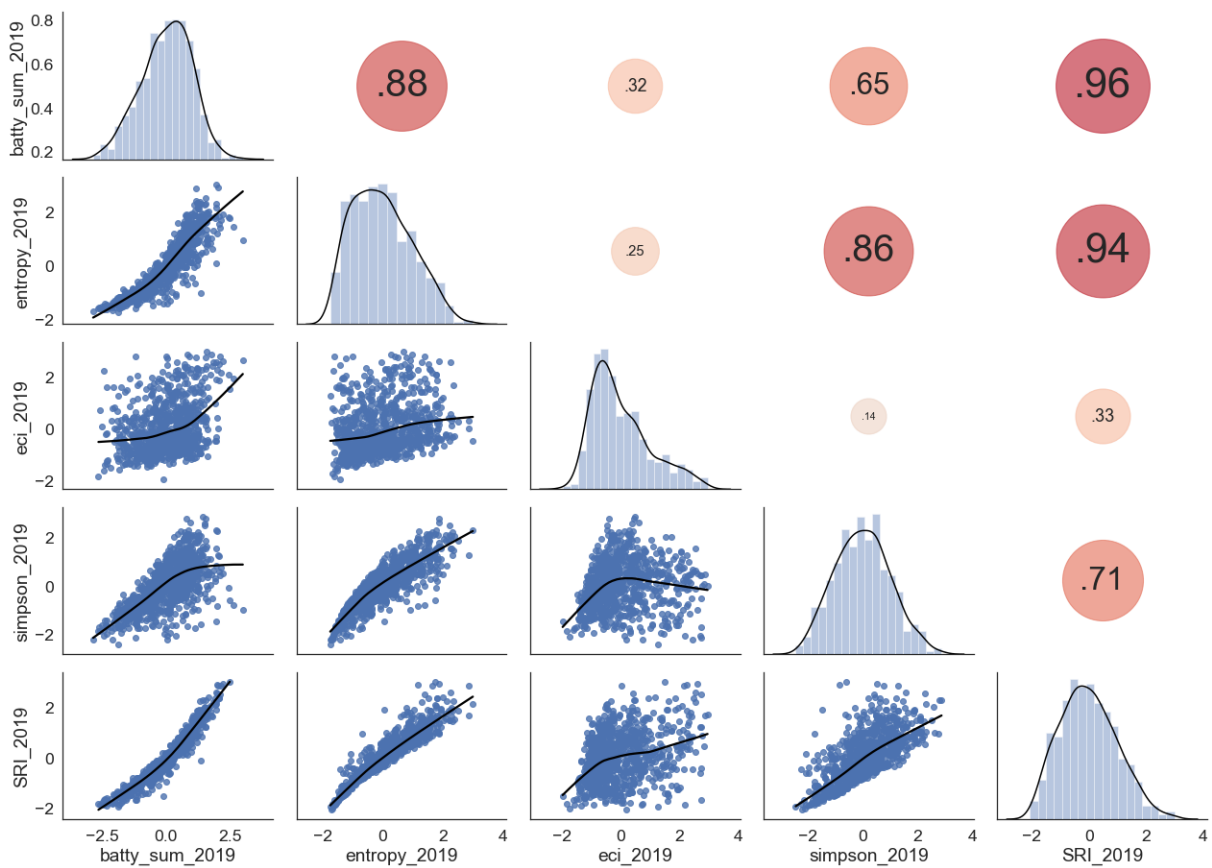 batty_sum_2019
0.8
0.6
0.4
0.2
.88
.32
.65
.96
entropy_2019
2
0
−2
.25
.86
.94
eci_2019
2
0
−2
.14
.33
simpson_2019
2
0
−2
.71
SRI_2019
2
0
−2
−2.5 0.0 2.5
batty_sum_2019
−2 0 2 4
entropy_2019
−2 0 2 4
eci_2019
−2 0 2 4
simpson_2019
−2 0 2 4
SRI_2019